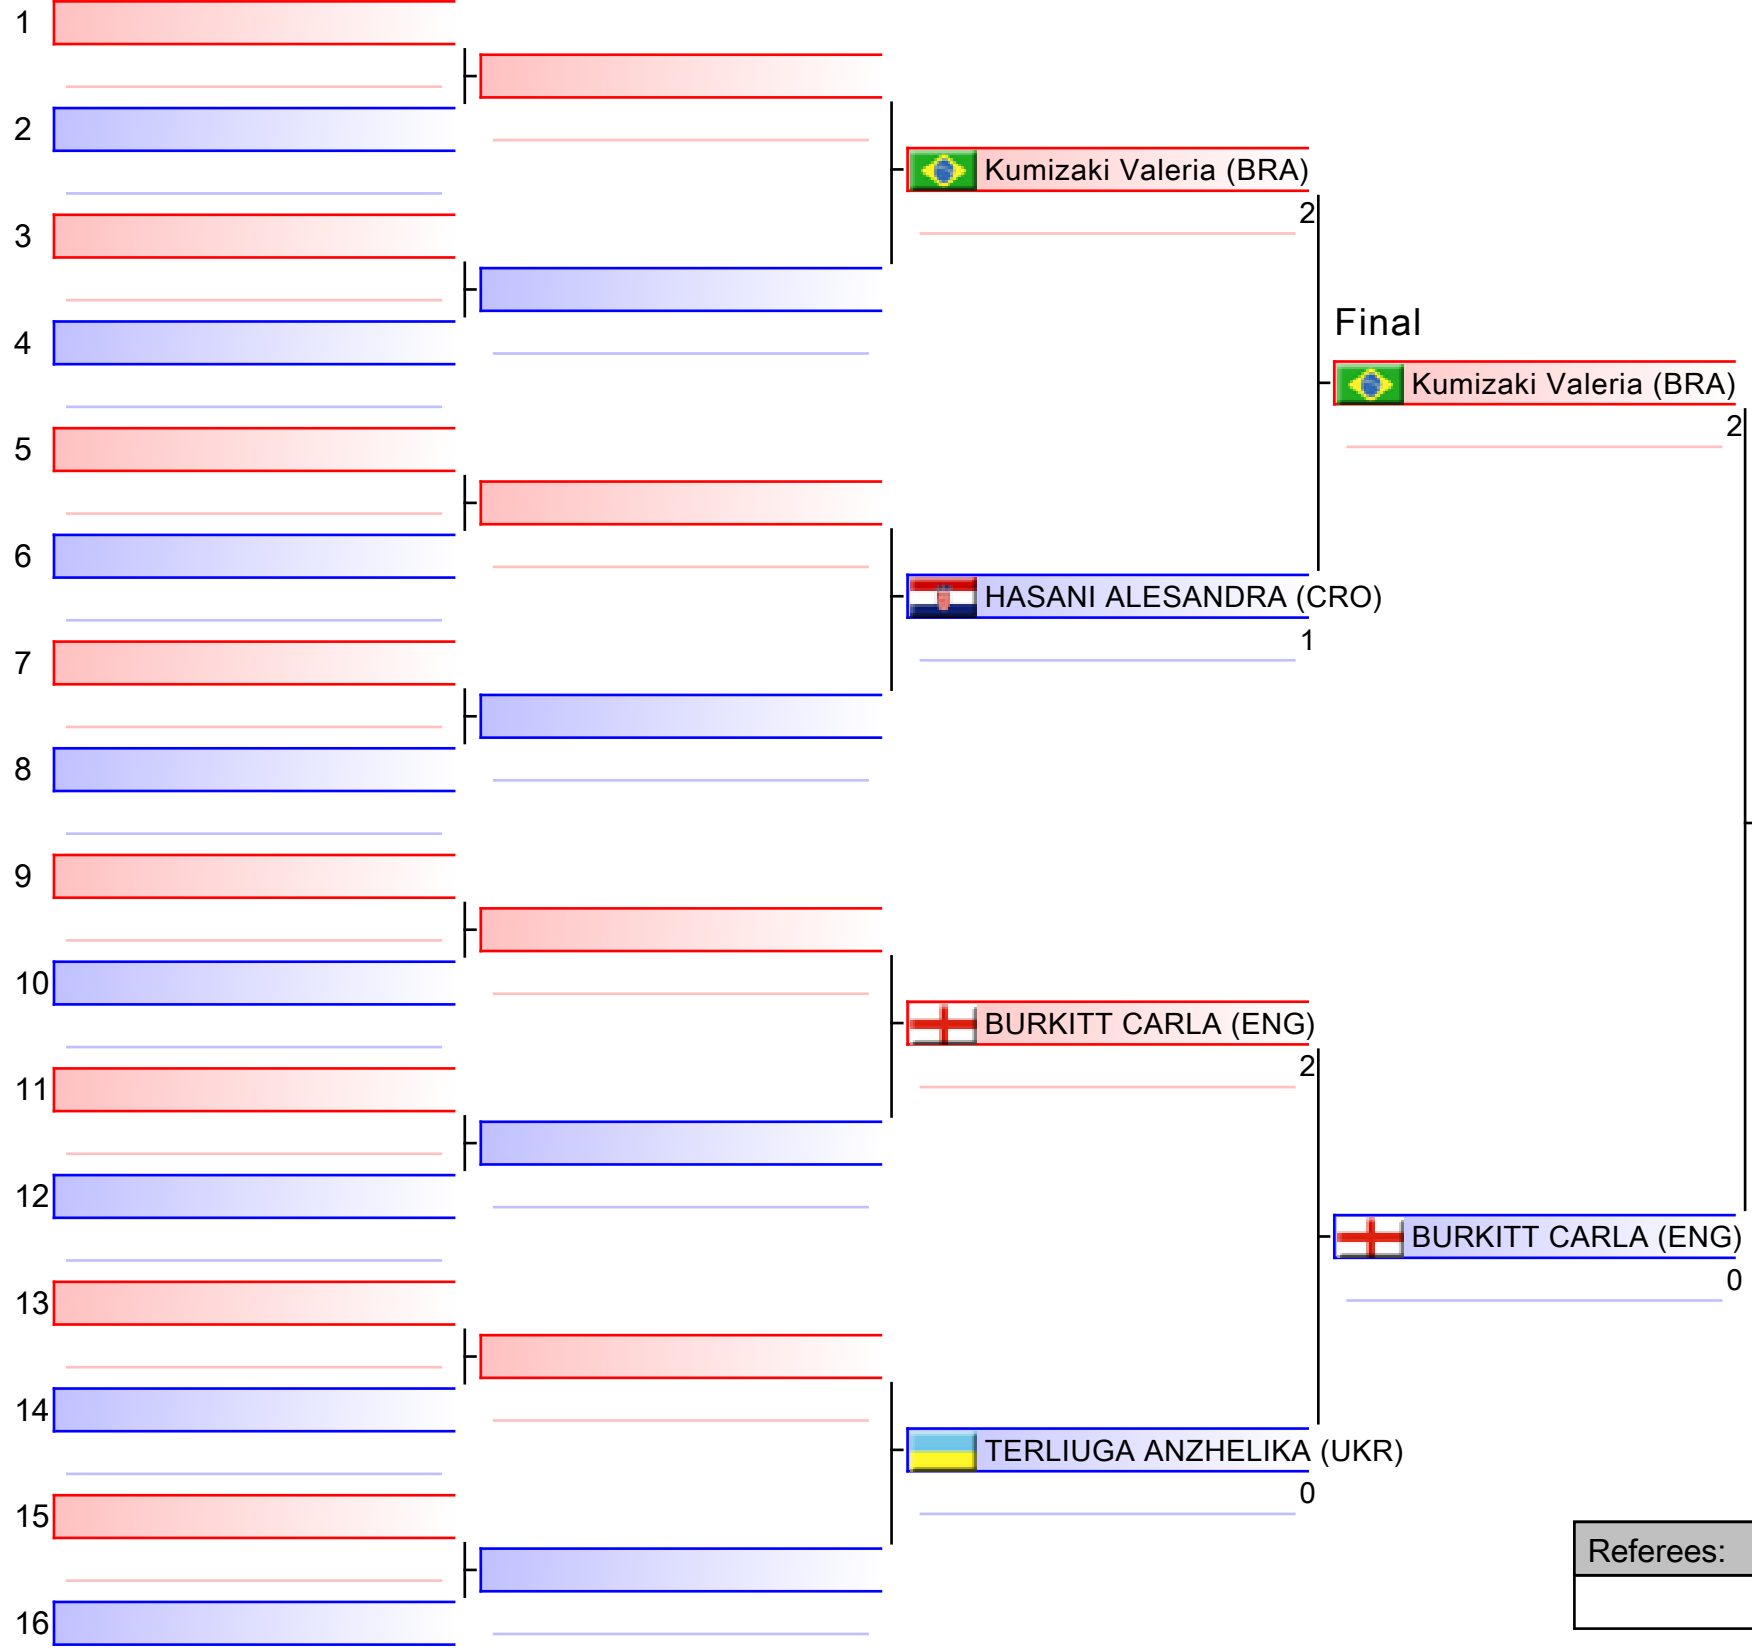 1
2
Kumizaki Valeria (BRA)
2
3
Final
4
Kumizaki Valeria (BRA)
2
5
6
HASANI ALESANDRA (CRO)
1
7
8
9
10
BURKITT CARLA (ENG)
2
11
12
BURKITT CARLA (ENG)
0
13
14
TERLIUGA ANZHELIKA (UKR)
0
15
Referees:
16